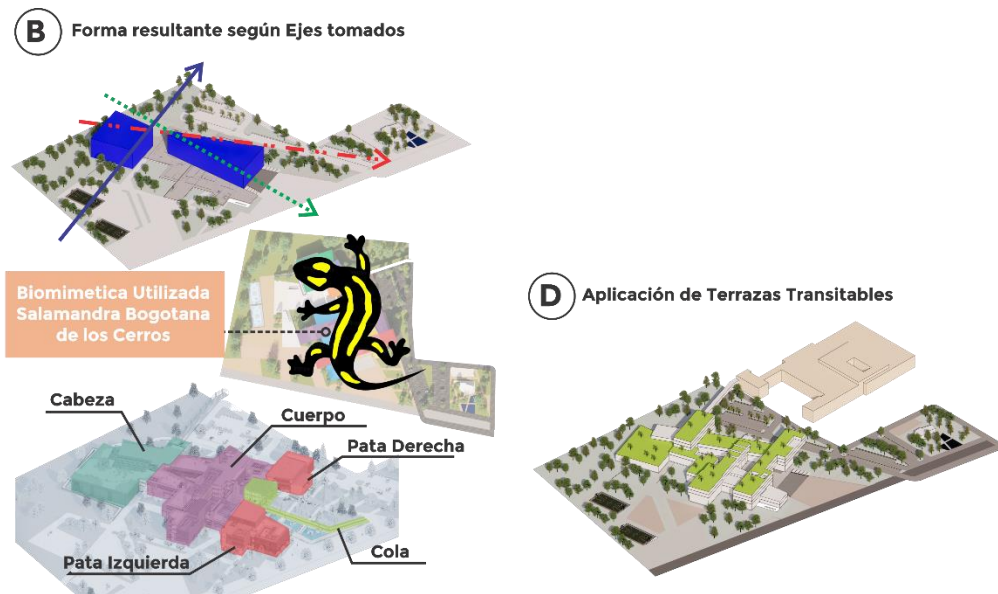 B Forma resultante según Ejes tomados
Biomimetica Utilizada
Salamandra Bogotana
de los Cerros
Cabeza
Cuerpo
Pata Derecha
Pata Izquierda
Cola
D Aplicación de Terrazas Transitables